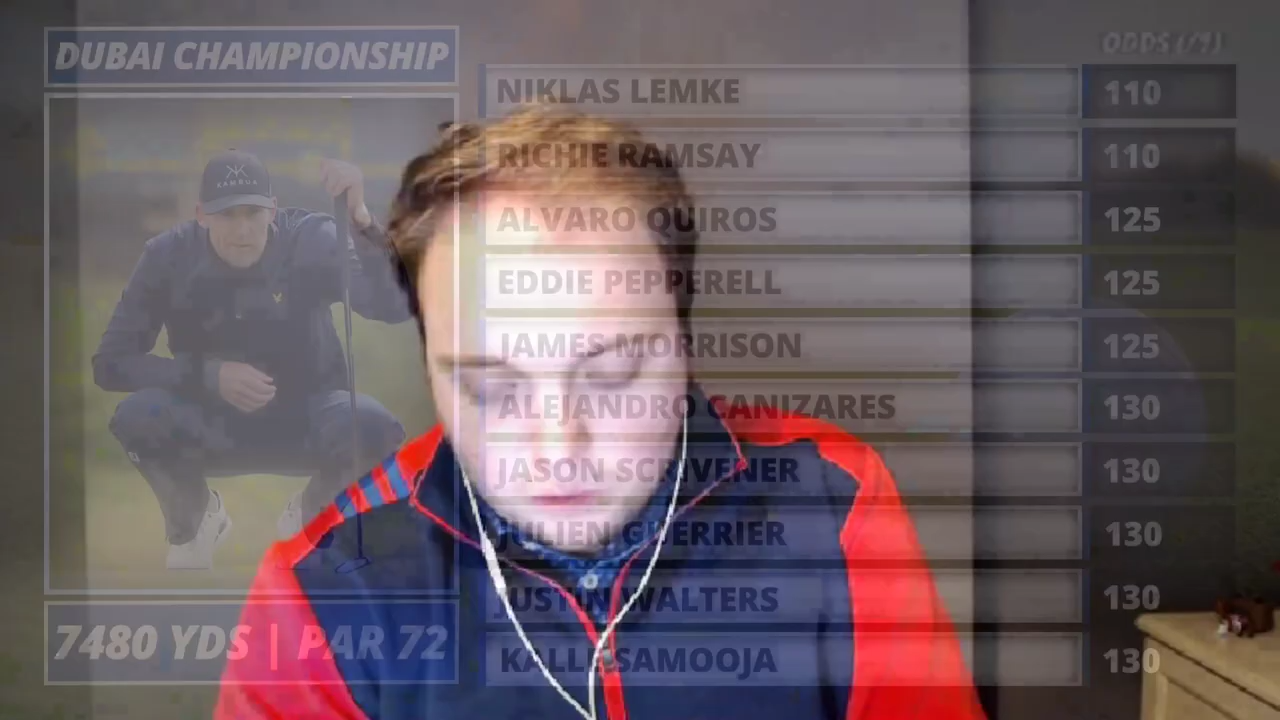 DUBAI CHAMPIONSHIP
ODDS (/1)
NIKLAS LEMKE 110
RICHIE RAMSAY 110
ALVARO QUIROS 125
EDDIE PEPPERELL 125
JAMES MORRISON 125
ALEJANDRO CANIZARES 130
JASON SCRIVENER 130
JULIEN GUERRIER 130
JUSTIN WALTERS 130
KALLE SAMOOJA 130
KAMBUA
7480 YDS | PAR 72